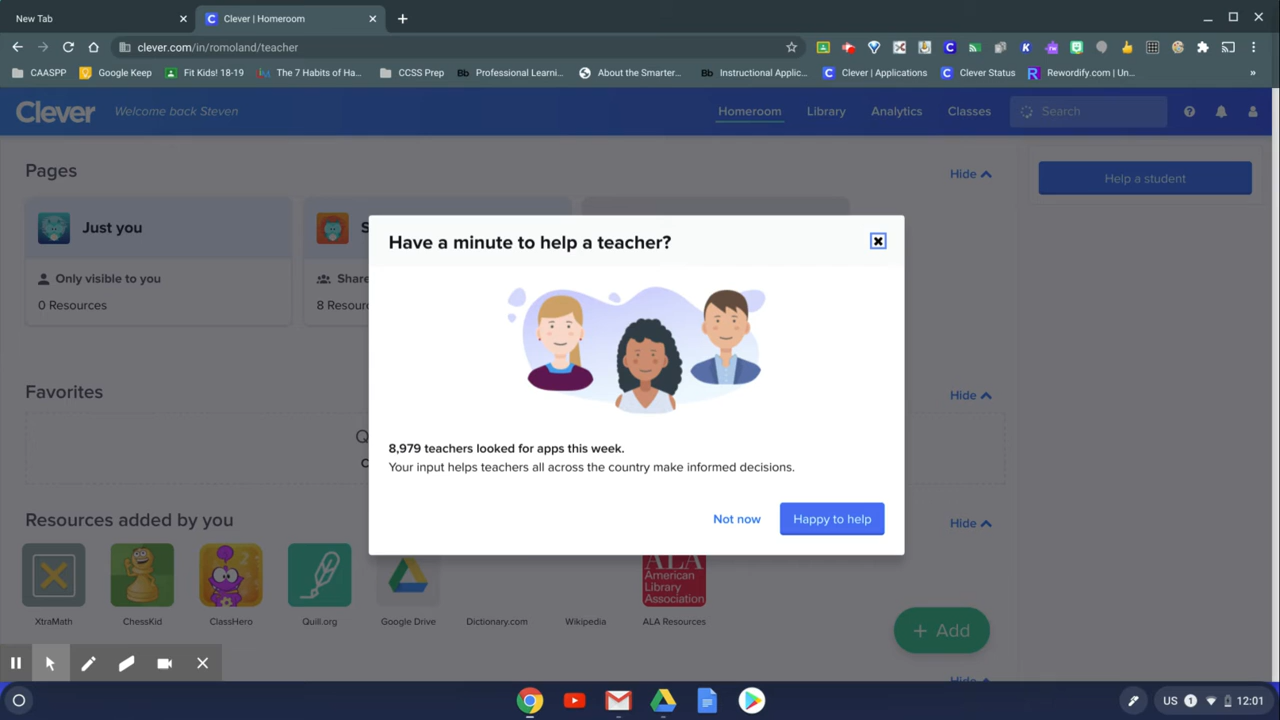 New Tab
Clever | Homeroom
clever.com/in/romoland/teacher
CAASPP
Google Keep
Fit Kids! 18-19
The 7 Habits of Ha...
CCSS Prep
Bb Professional Learni...
About the Smarter...
Bb Instructional Applic...
Clever | Applications
Clever Status
Rewordify.com | Un...
»
Clever
Welcome back Steven
Homeroom
Library
Analytics
Classes
Search
Pages
Hide
Help a student
Just you
S
Only visible to you
Share
0 Resources
8 Resour
Have a minute to help a teacher?
8,979 teachers looked for apps this week.
Your input helps teachers all across the country make informed decisions.
Not now
Happy to help
Favorites
Hide
Resources added by you
Hide
XtraMath
ChessKid
ClassHero
Quill.org
Google Drive
Dictionary.com
Wikipedia
ALA
American
Library
Association
ALA Resources
+ Add
US
1
12:01